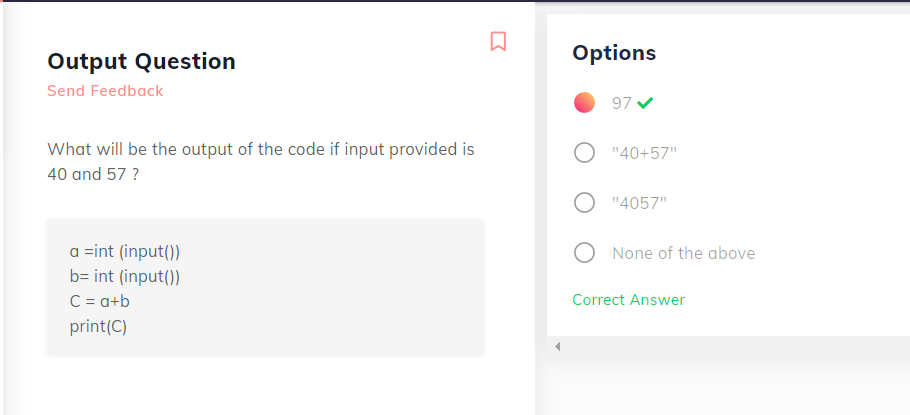 Output Question
Send Feedback
What will be the output of the code if input provided is
40 and 57 ?
a =int (input())
b= int (input())
C = a+b
print(C)
Options
97
"40+57"
"4057"
None of the above
Correct Answer